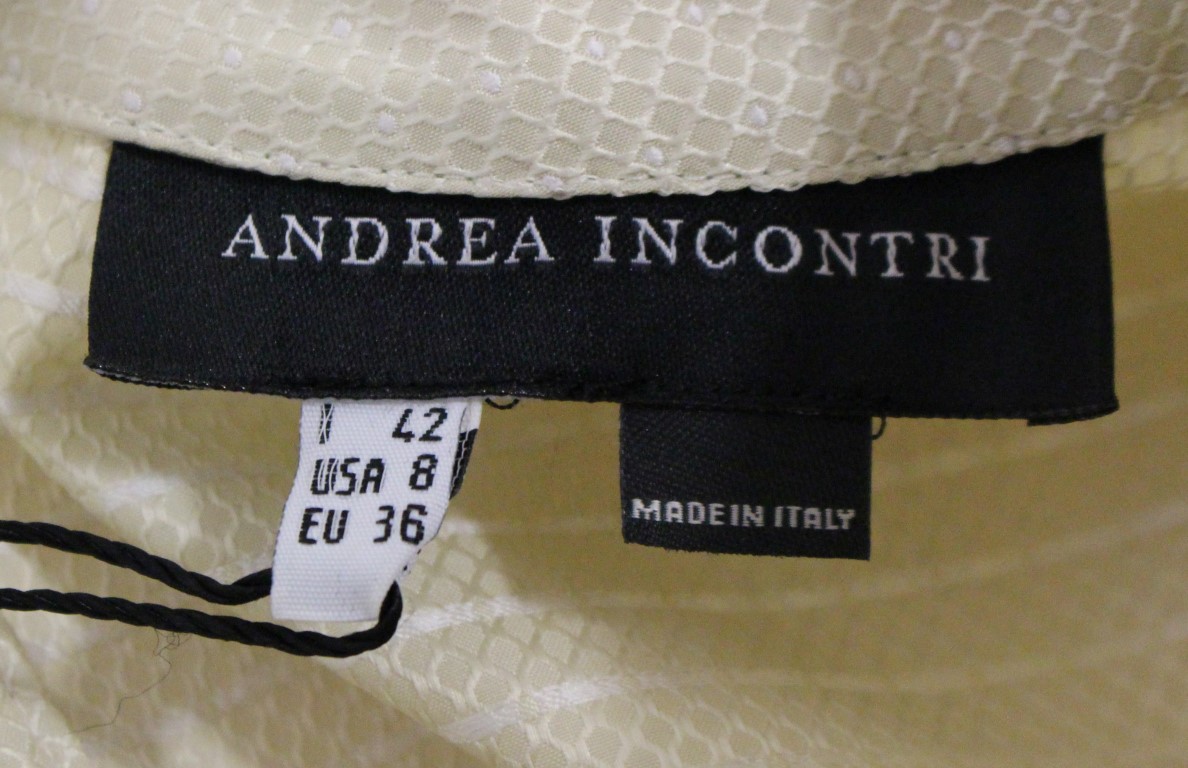 ANDREA INCONTRI
I 42
USA 8
EU 36
MADE IN ITALY